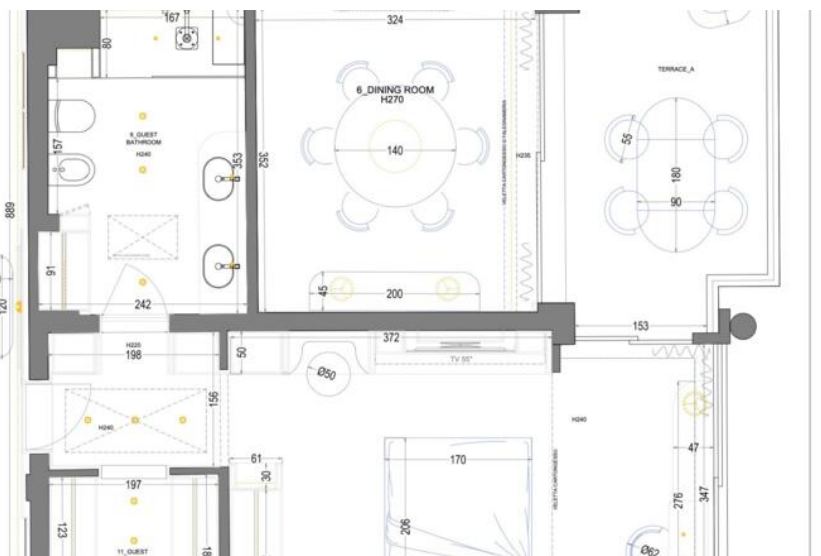 167
80
324
6_DINING ROOM
H270
TERRACE_A
9_GUEST
BATHROOM
H240
157
353
352
140
H235
55
180
90
889
91
242
45
200
120
153
H220
198
372
50
TV 55"
Ø50
156
H240
H240
61
30
170
47
276
347
197
123
206
18
11_GUEST
Ø62